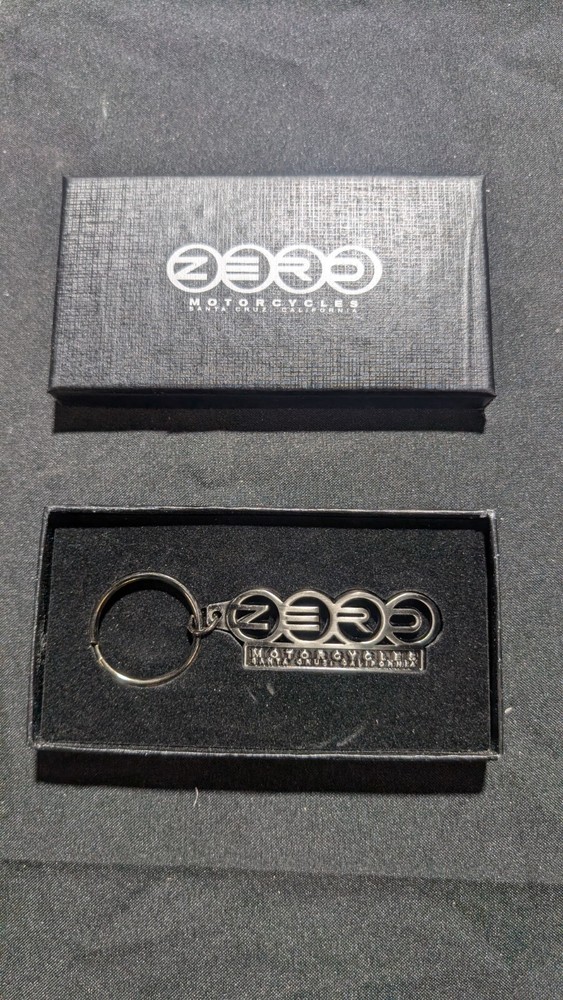 ZERO
MOTORCYCLES
SANTA CRUZ, CALIFORNIA
ZERO
MOTORCYCLES
SANTA CRUZ, CALIFORNIA